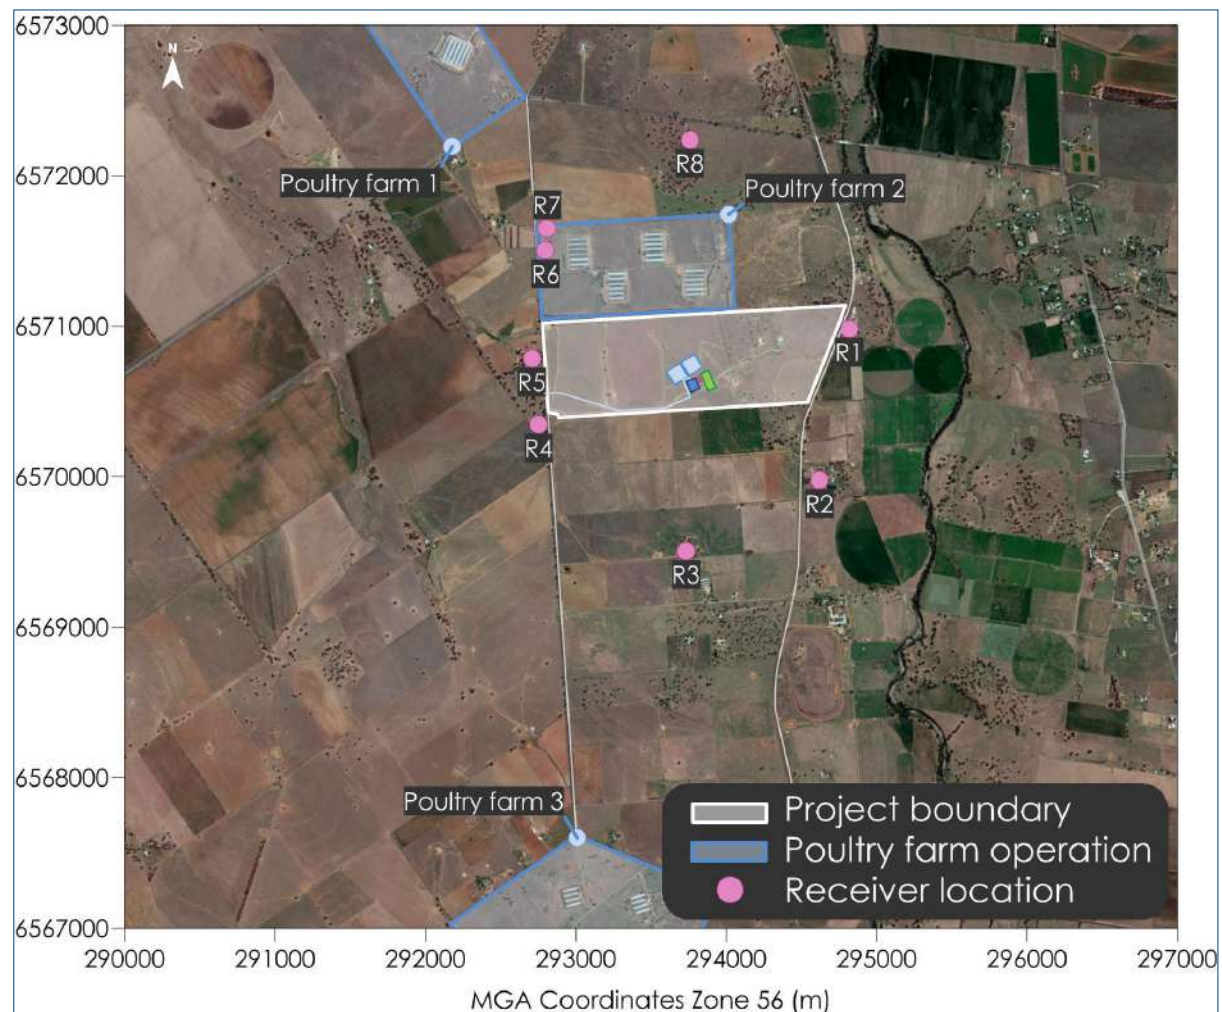 6573000
N
R8
6572000
Poultry farm 1
Poultry farm 2
R7
R6
6571000
R1
R5
R4
6570000
R2
R3
6569000
6568000
Poultry farm 3
Project boundary
Poultry farm operation
Receiver location
6567000
290000 291000 292000 293000 294000 295000 296000 297000
MGA Coordinates Zone 56 (m)